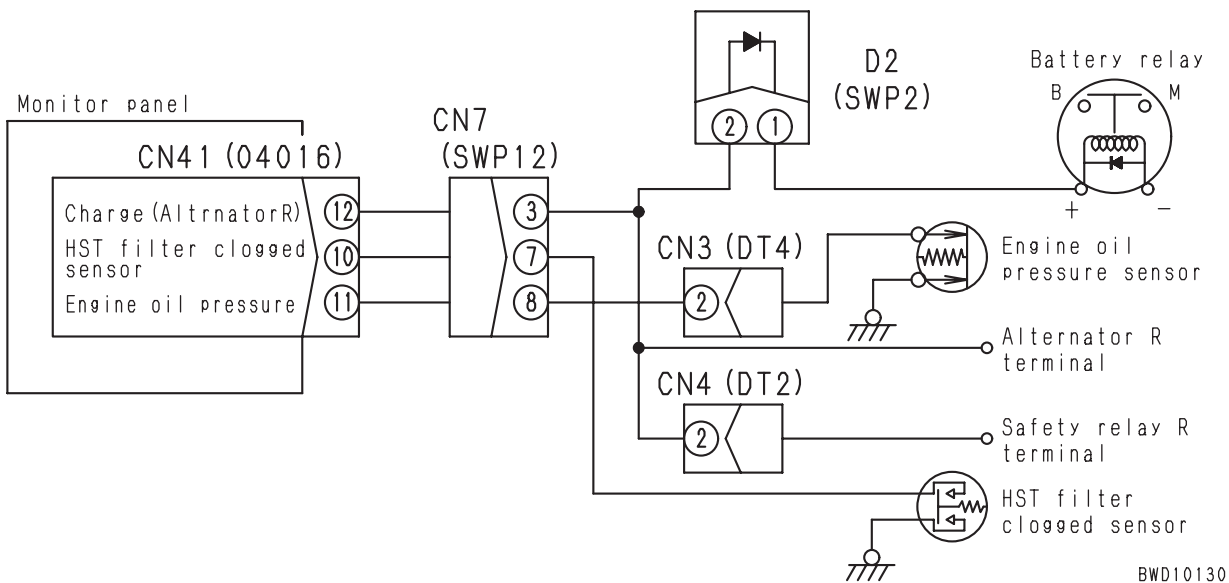 Monitor panel
CN41 (04016)
Charge (AltrnatorR)
HST filter clogged
sensor
Engine oil pressure
12
10
11
CN7
(SWP12)
3
7
8
D2
(SWP2)
2
1
Battery relay
B
M
+
-
CN3 (DT4)
2
Engine oil
pressure sensor
Alternator R
terminal
CN4 (DT2)
2
Safety relay R
terminal
HST filter
clogged sensor
BWD10130